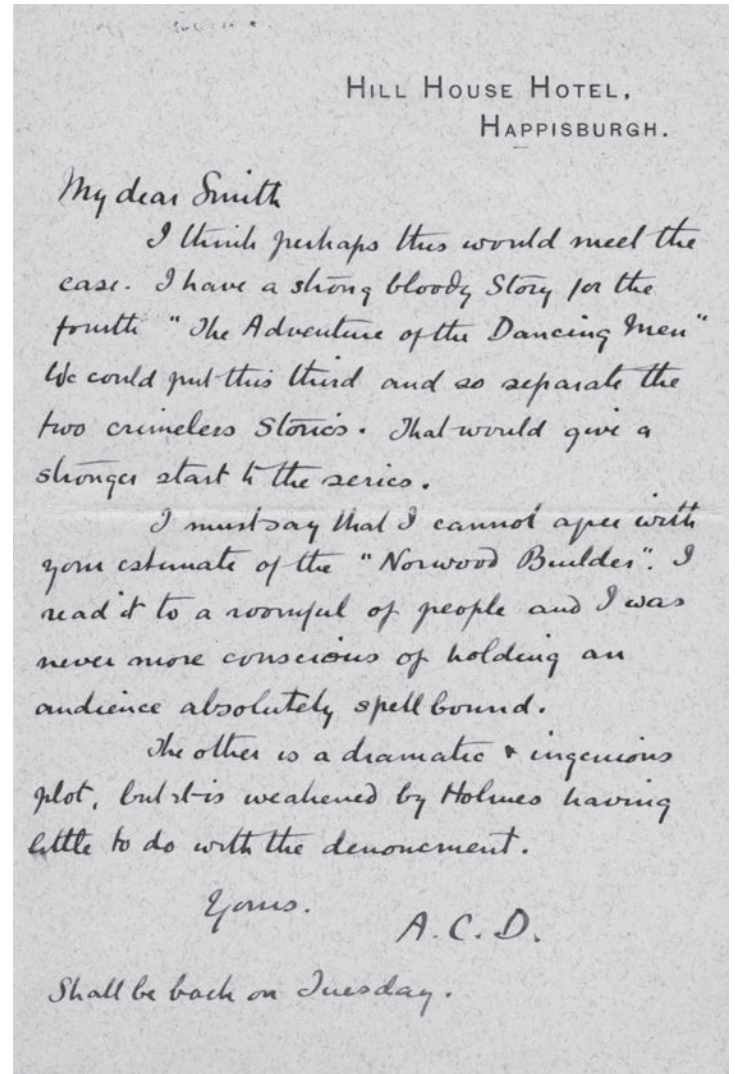 HILL HOUSE HOTEL,
HAPPISBURGH.
My dear Smith
I think perhaps this would meet the
case. I have a strong bloody Story for the
fourth "The Adventure of the Dancing Men"
We could put this third and so separate the
two crimeless Stories. That would give a
stronger start to the series.
I must say that I cannot agree with
your estimate of the "Norwood Builder". I
read it to a roomful of people and I was
never more conscious of holding an
audience absolutely spell bound.
The other is a dramatic & ingenious
plot, but it is weakened by Holmes having
little to do with the denoument.
Yours.
A.C.D.
Shall be back on Tuesday.